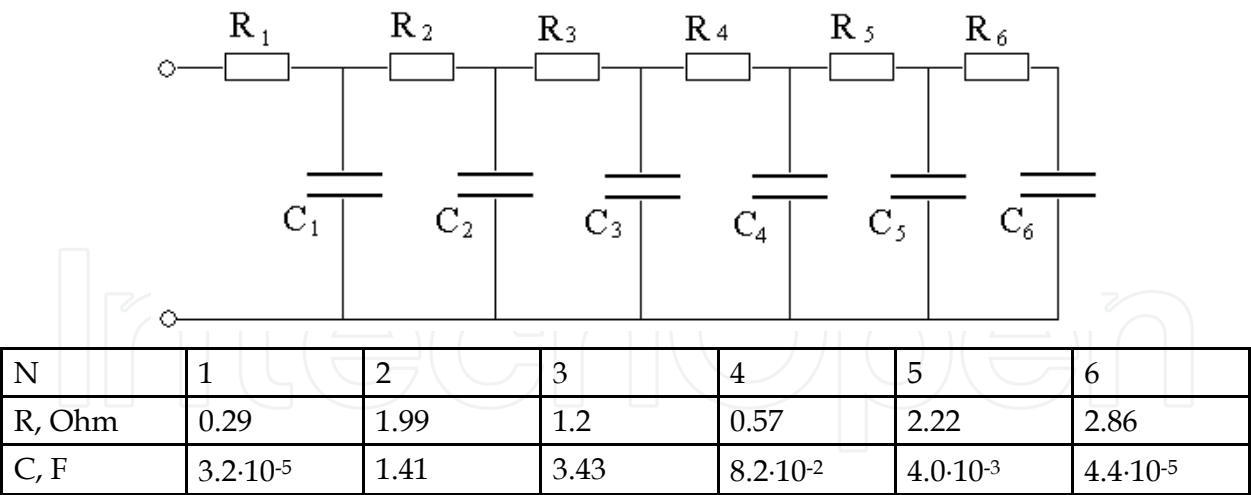 R1 R2 R3 R4 R5 R6
C1 C2 C3 C4 C5 C6
IntechOpen
N 1 2 3 4 5 6
R, Ohm 0.29 1.99 1.2 0.57 2.22 2.86
C, F 3.2·10-5 1.41 3.43 8.2·10-2 4.0·10-3 4.4·10-5